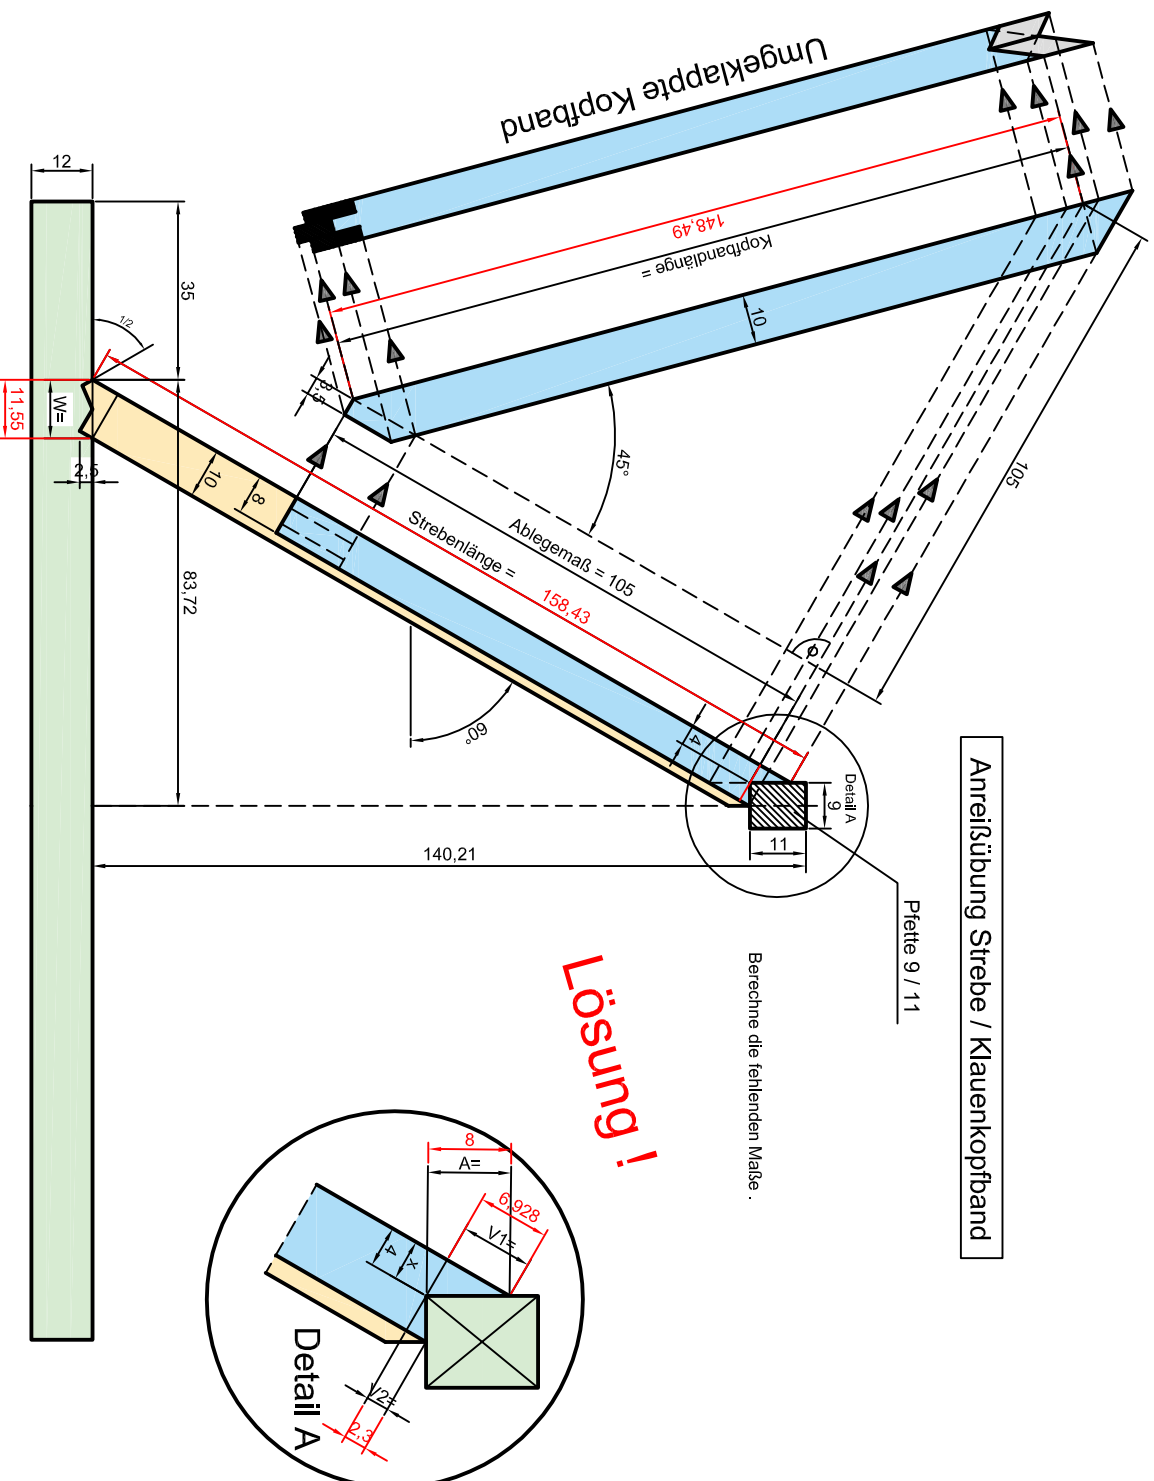 Anreißübung Strebe / Klauenkopfband
Pfette 9 / 11
Berechne die fehlenden Maße .
Lösung !
Umgeklappte Kopfband
148,49
Kopfbandlänge =
10
105
45°
3,5
Ablegemaß = 105
Strebenlänge =
158,43
10
8
4
60°
Detail A
9
11
140,21
12
35
1/2
83,72
W=
11,55
2,5
Detail A
8
A=
6,928
V1=
4
x
V2=
2,3